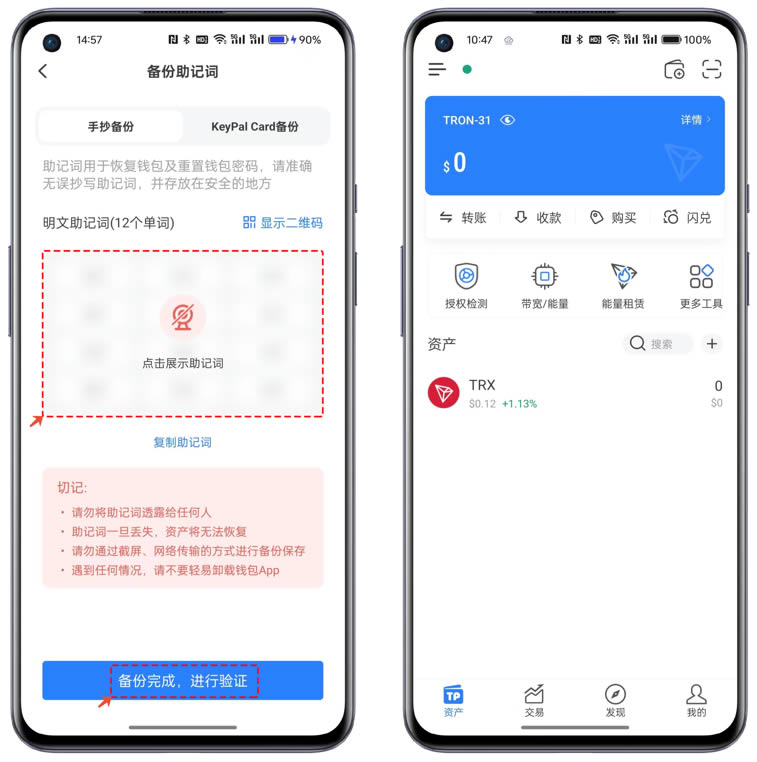 14:57
90%
备份助记词
手抄备份
KeyPal Card备份
助记词用于恢复钱包及重置钱包密码，请准确
无误抄写助记词，并存放在安全的地方
明文助记词(12个单词)
显示二维码
点击展示助记词
复制助记词
切记:
· 请勿将助记词透露给任何人
· 助记词一旦丢失，资产将无法恢复
· 请勿通过截屏、网络传输的方式进行备份保存
· 遇到任何情况，请不要轻易卸载钱包App
备份完成，进行验证
10:47
100%
TRON-31
详情 >
$ 0
转账
收款
购买
闪兑
授权检测
带宽/能量
能量租赁
更多工具
资产
搜索
+
TRX
0
$0.12 +1.13%
$0
TP
资产
交易
发现
我的